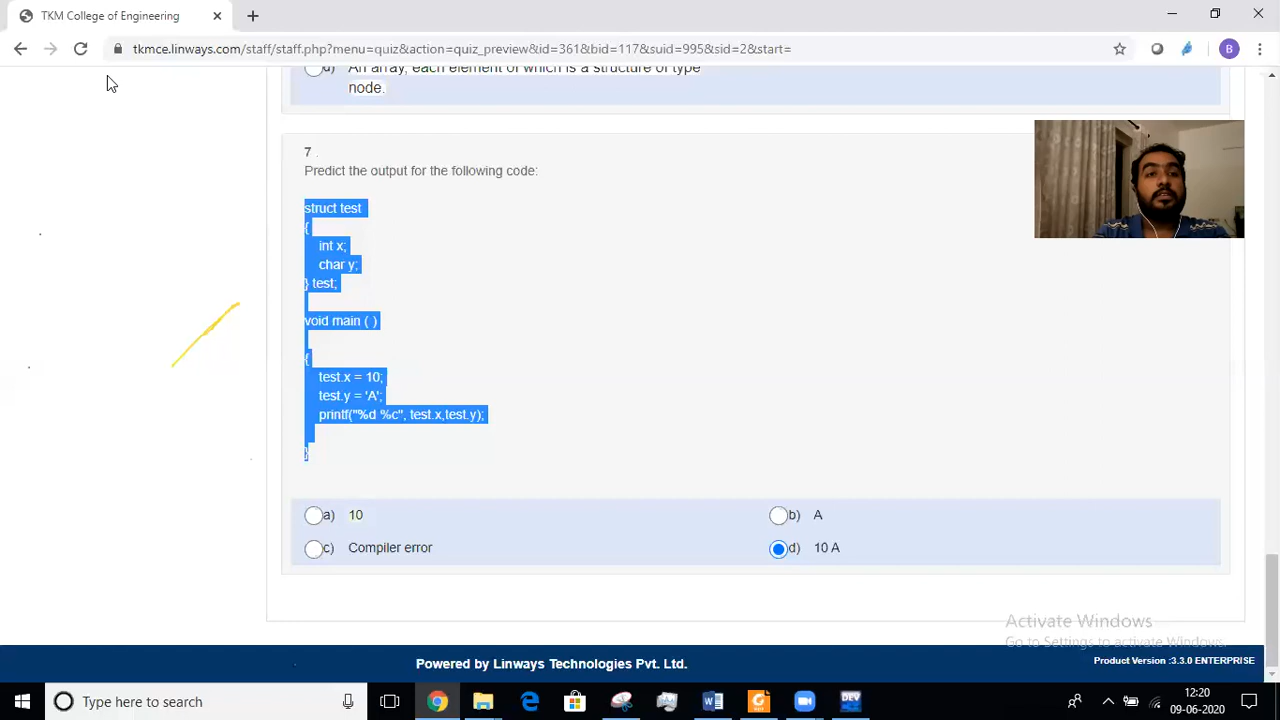 TKM College of Engineering
tkmce.linways.com/staff/staff.php?menu=quiz&action=quiz_preview&id=361&tbid=117&suid=995&sid=2&start=
B
d) An array, each element of which is a structure of type
node.
7 .
Predict the output for the following code:
struct test
{
int x;
char y;
} test;
void main ( )
{
test.x = 10;
test.y = 'A';
printf("%d %c", test.x,test.y);
}
a) 10
b) A
c) Compiler error
d) 10 A
Activate Windows
Go to Settings to activate Windows.
Powered by Linways Technologies Pvt. Ltd.
Product Version :3.3.0 ENTERPRISE
Type here to search
DEV
12:20
09-06-2020